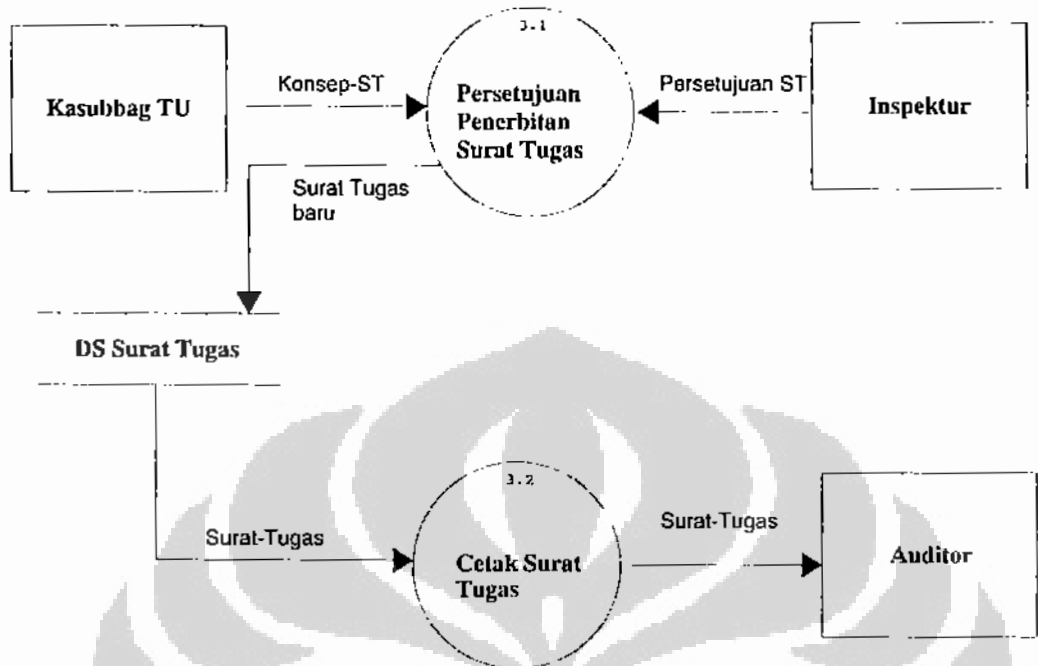 3.1
Kasubbag TU
Konsep-ST
Persetujuan
Penerbitan
Surat Tugas
Persetujuan ST
Inspektur
Surat Tugas
baru
DS Surat Tugas
3.2
Surat-Tugas
Cetak Surat
Tugas
Surat-Tugas
Auditor